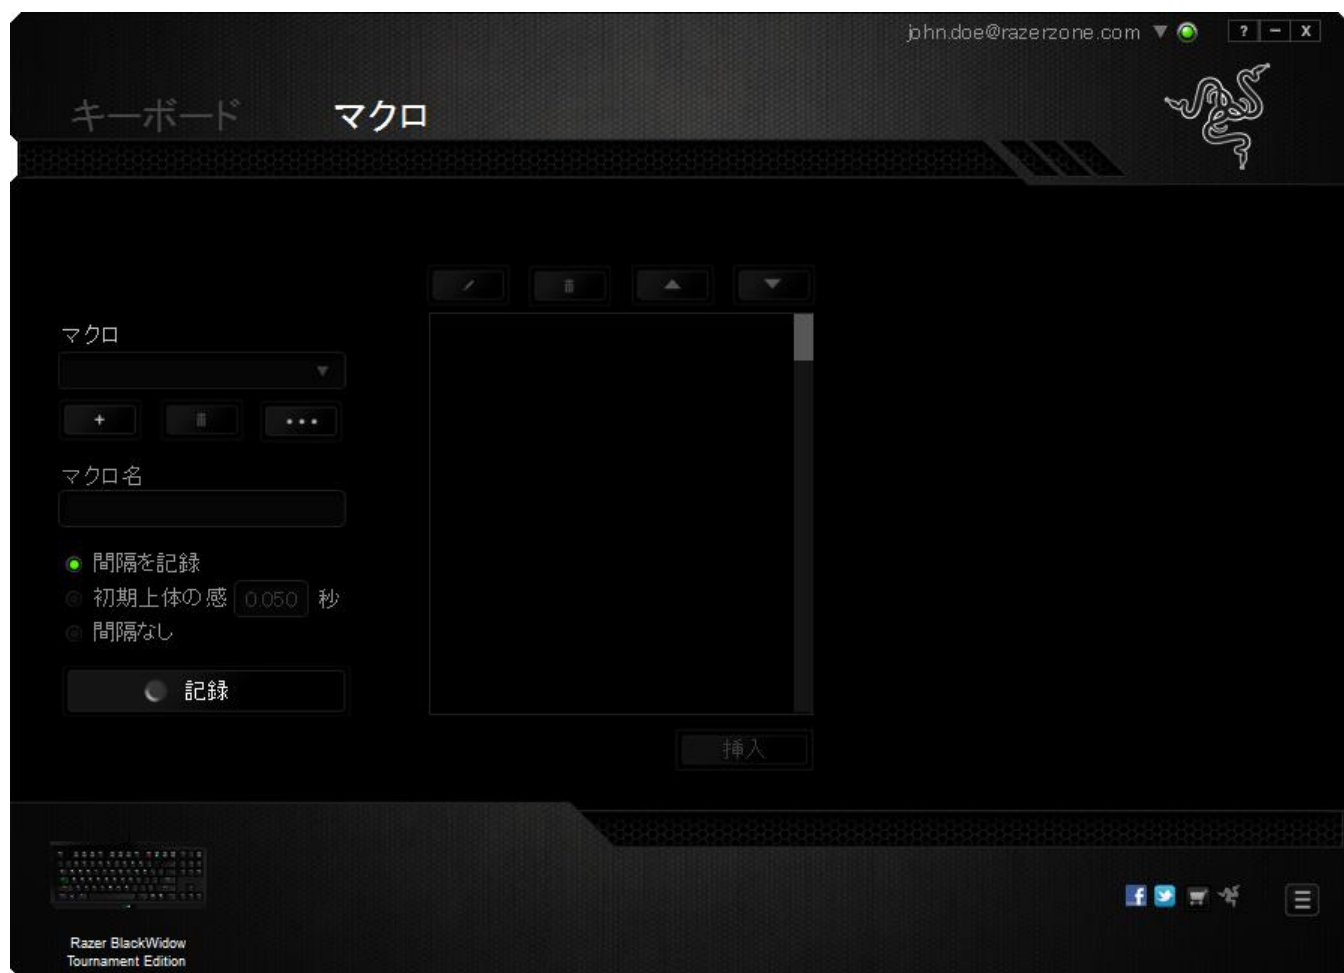 john.doe@razerzone.com
? - X
キーボード マクロ
マクロ
+ •••
マクロ名
間隔を記録
初期上体の感 0.050 秒
間隔なし
記録
挿入
Razer BlackWidow
Tournament Edition